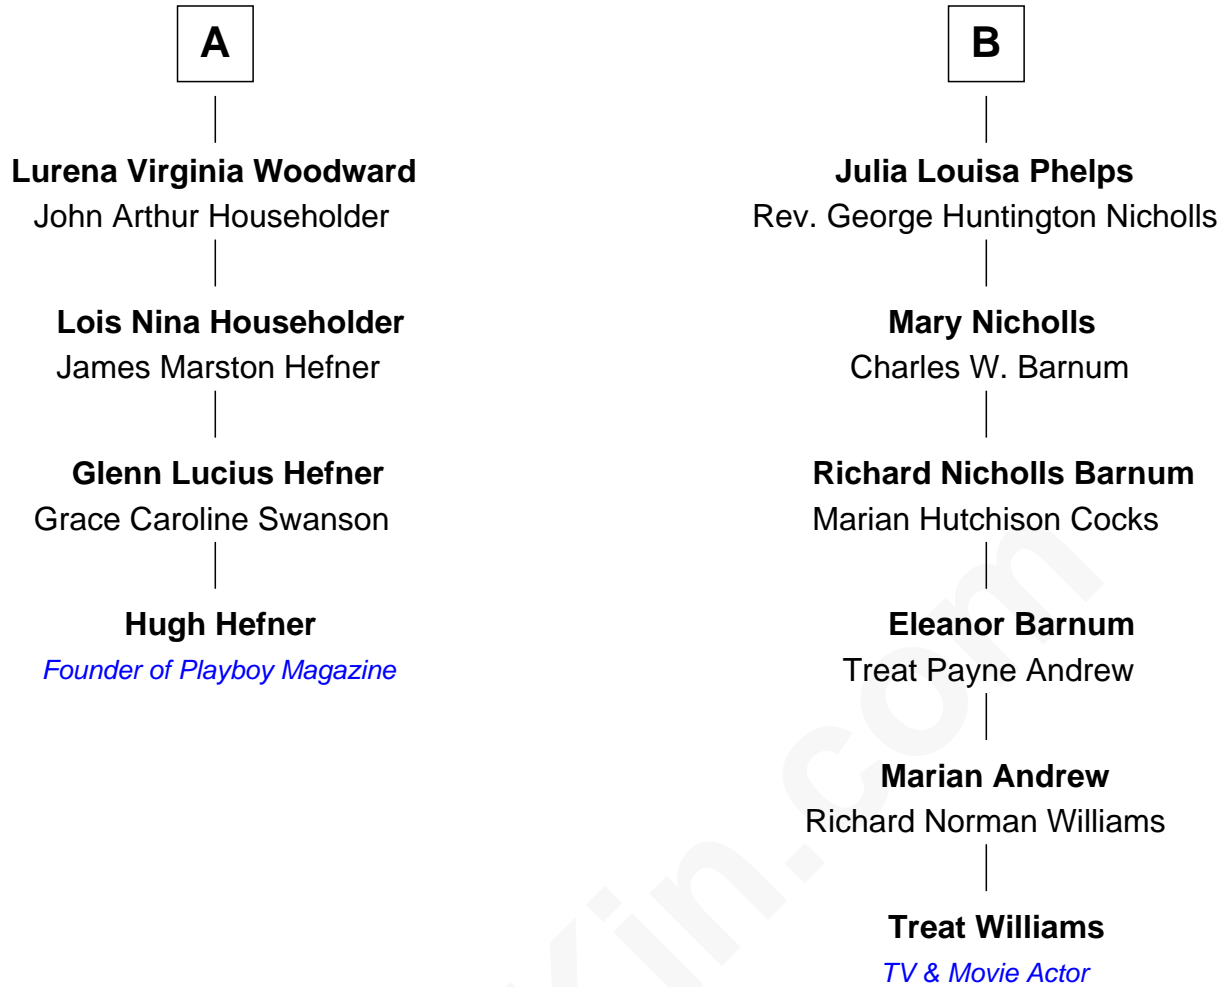 A
Lurena Virginia Woodward
John Arthur Householder
Lois Nina Householder
James Marston Hefner
Glenn Lucius Hefner
Grace Caroline Swanson
Hugh Hefner
Founder of Playboy Magazine
B
Julia Louisa Phelps
Rev. George Huntington Nicholls
Mary Nicholls
Charles W. Barnum
Richard Nicholls Barnum
Marian Hutchison Cocks
Eleanor Barnum
Treat Payne Andrew
Marian Andrew
Richard Norman Williams
Treat Williams
TV & Movie Actor
Kin.com